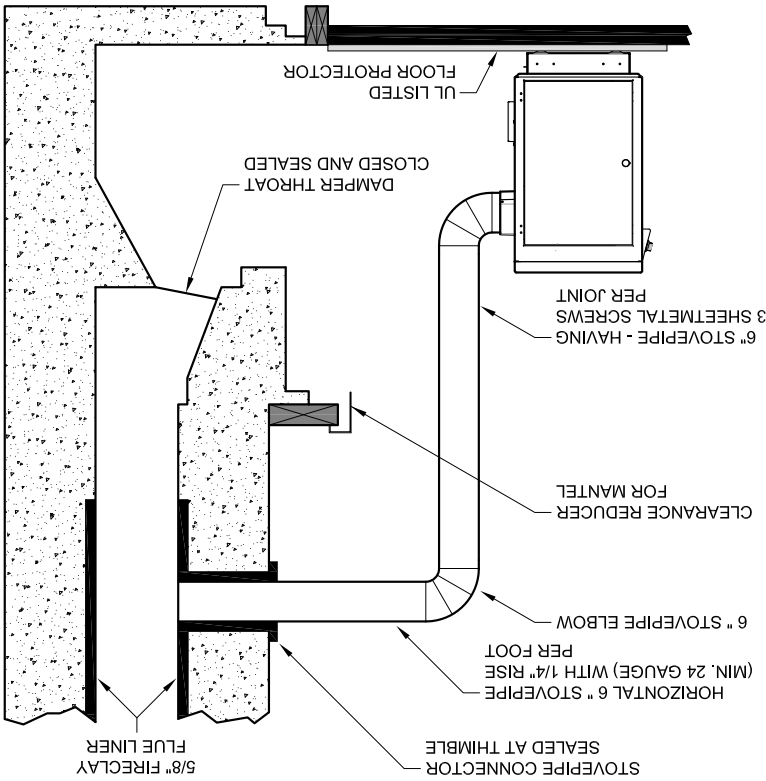 5/8" FIRECLAY
FLUE LINER
STOVEPIPE CONNECTOR
SEALED AT THIMBLE
HORIZONTAL 6" STOVEPIPE
(MIN. 24 GAUGE) WITH 1/4" RISE
PER FOOT
6" STOVEPIPE ELBOW
CLEARANCE REDUCER
FOR MANTEL
6" STOVEPIPE - HAVING
3 SHEETMETAL SCREWS
PER JOINT
DAMPER THROAT
CLOSED AND SEALED
UL LISTED
FLOOR PROTECTOR